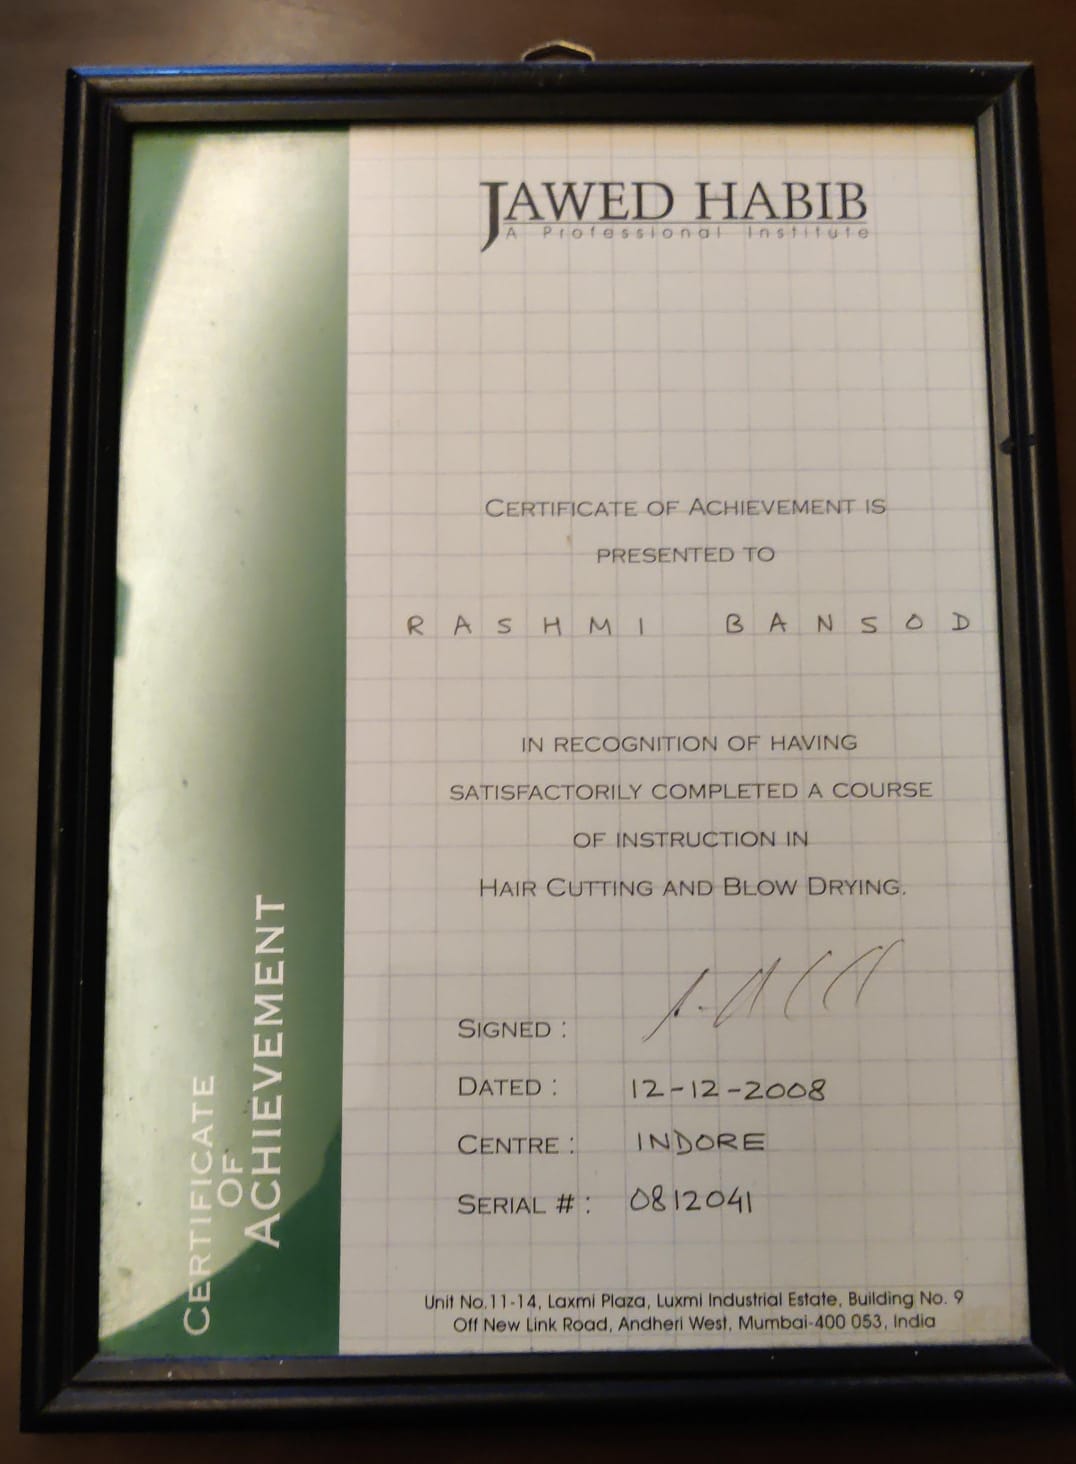 JAWED HABIB
A Professional Institute
CERTIFICATE OF ACHIEVEMENT IS
PRESENTED TO
RASHMI BANSOD
IN RECOGNITION OF HAVING
SATISFACTORILY COMPLETED A COURSE
OF INSTRUCTION IN
HAIR CUTTING AND BLOW DRYING.
SIGNED :
DATED : 12-12-2008
CENTRE : INDORE
SERIAL # : 0812041
Unit No.11-14, Laxmi Plaza, Luxmi Industrial Estate, Building No. 9
Off New Link Road, Andheri West, Mumbai-400 053, India
CERTIFICATE
OF
ACHIEVEMENT